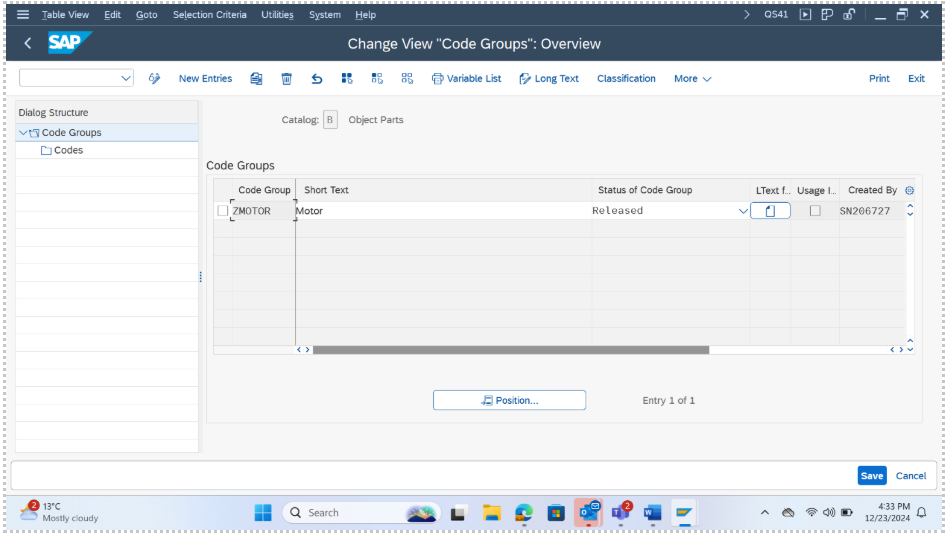 Table View Edit Goto Selection Criteria Utilities System Help QS41
SAP Change View "Code Groups": Overview
New Entries Variable List Long Text Classification More Print Exit
Dialog Structure
Code Groups
Codes
Catalog: B Object Parts
Code Groups
Code Group Short Text Status of Code Group LText f... Usage I... Created By
ZMOTOR Motor Released SN206727
Position... Entry 1 of 1
Save Cancel
2 13°C
Mostly cloudy
Search
2
4:33 PM
12/23/2024